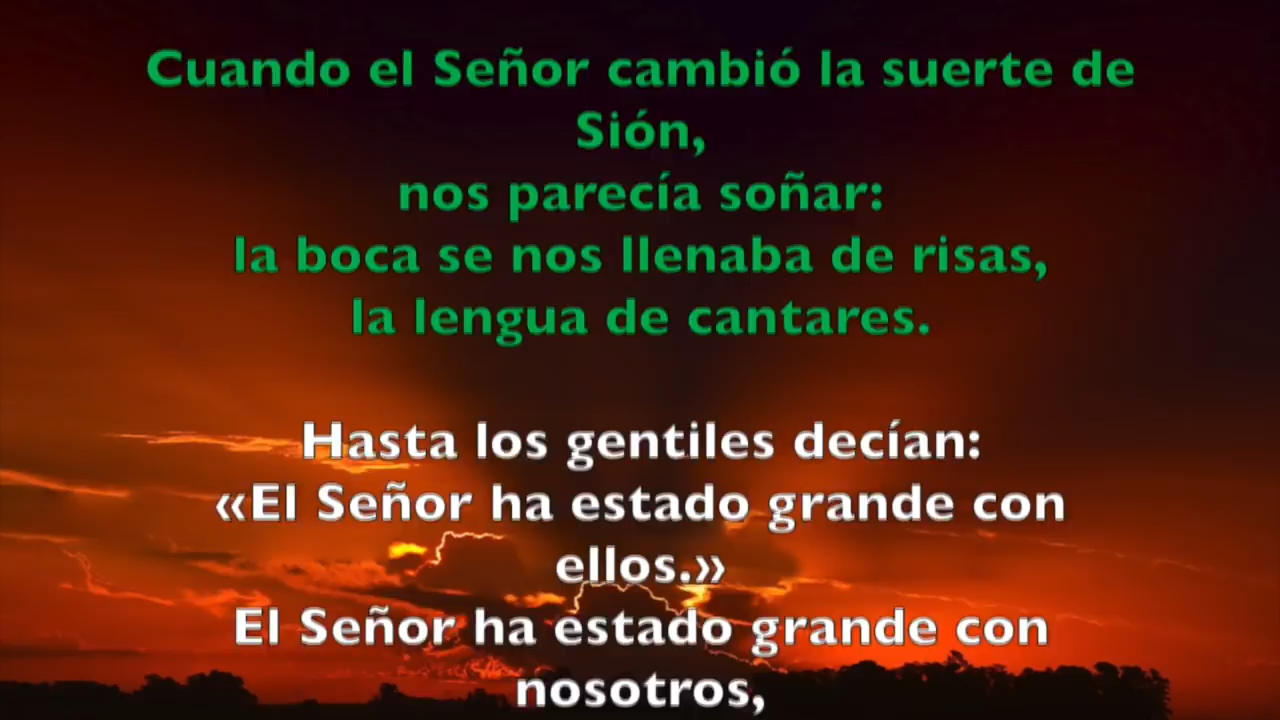 Cuando el Señor cambió la suerte de
Sión,
nos parecía soñar:
la boca se nos llenaba de risas,
la lengua de cantares.
Hasta los gentiles decían:
«El Señor ha estado grande con
ellos.»
El Señor ha estado grande con
nosotros,